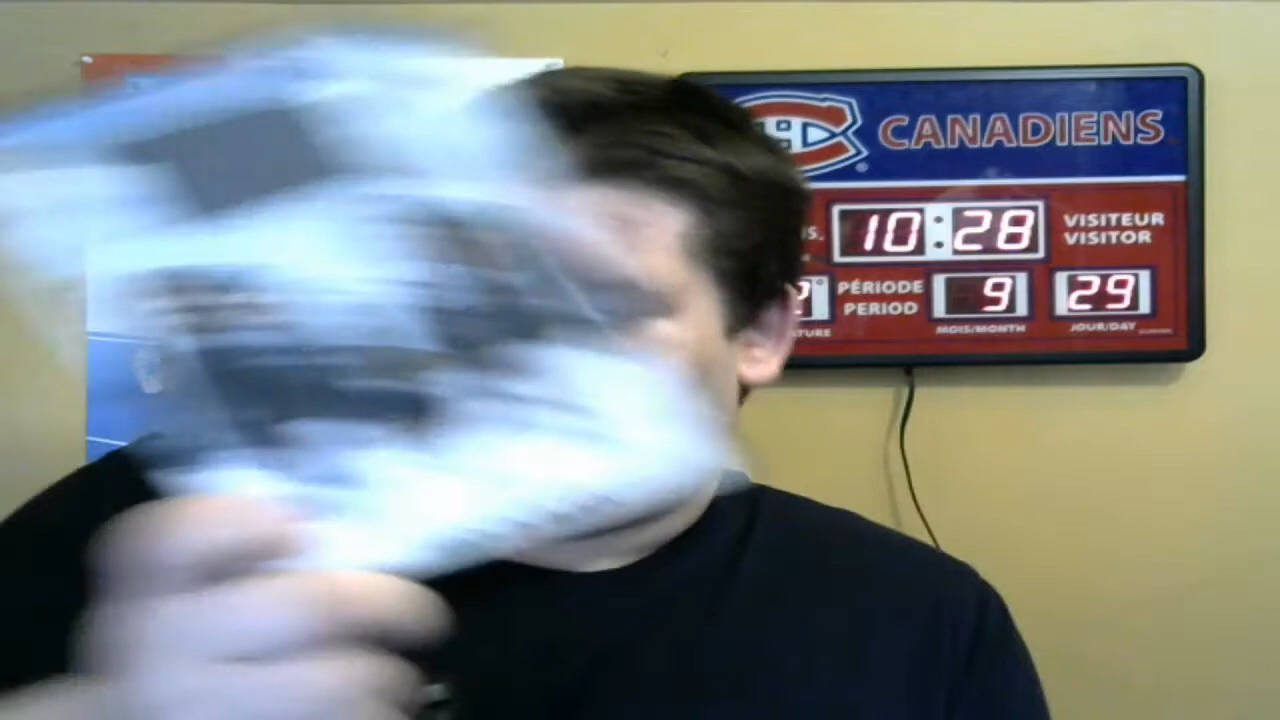 CANADIENS
10:28
VISITEUR
VISITOR
PÉRIODE
PERIOD
9
29
MOIS/MONTH
JOUR/DAY